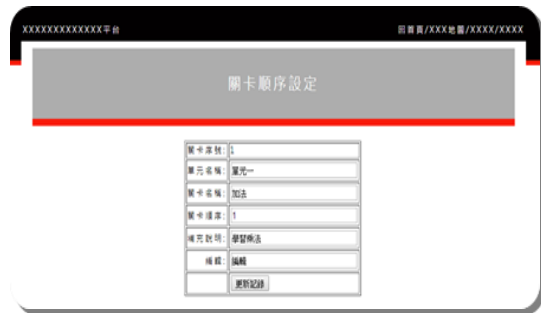 XXXXXXXXXXXXX平台
回首頁/XXX地圖/XXXX/XXXX
關卡順序設定
關卡序號: 1
單元名稱: 單元一
關卡名稱: 加法
關卡順序: 1
補充說明: 學習乘法
編輯: 編輯
更新記錄